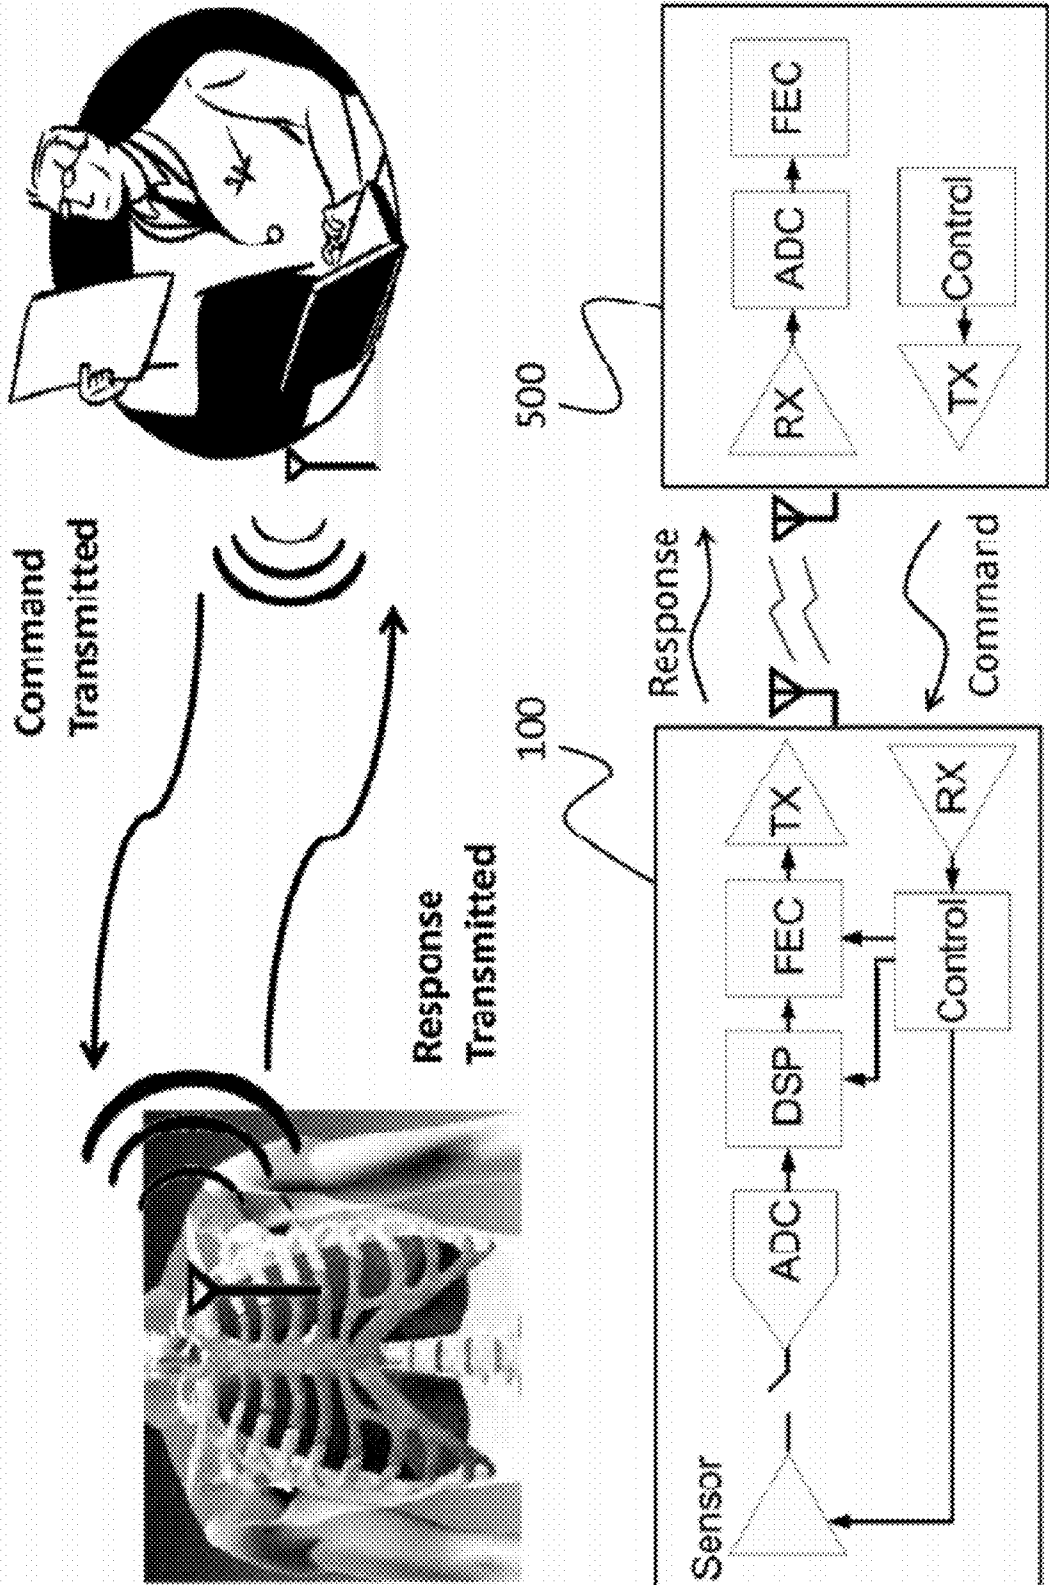 Command
Transmitted
Response
Transmitted
100
500
Sensor
ADC
DSP
FEC
TX
Control
RX
Response
Command
RX
ADC
FEC
TX
Control